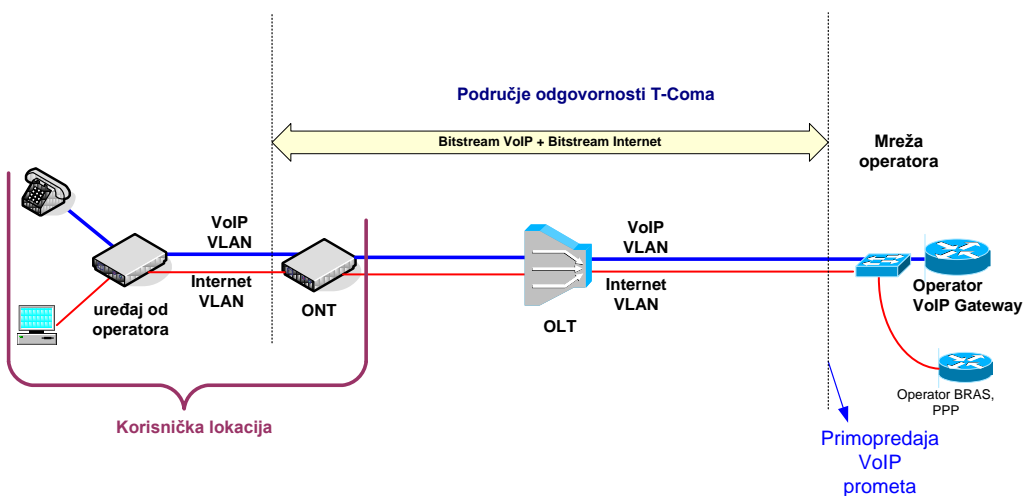 Područje odgovornosti T-Coma
Bitstream VoIP + Bitstream Internet
Mreža
operatora
VoIP
VLAN
Internet
VLAN
uređaj od
operatora
ONT
OLT
VoIP
VLAN
Internet
VLAN
Operator
VoIP Gateway
Operator BRAS,
PPP
Korisnička lokacija
Primopredaja
VoIP
prometa